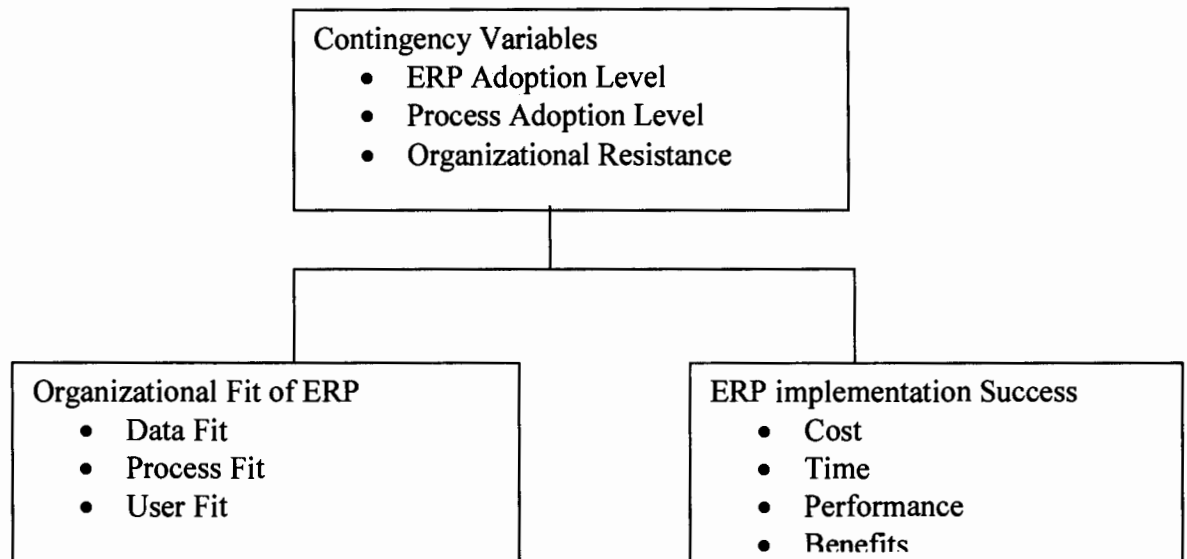 Contingency Variables
• ERP Adoption Level
• Process Adoption Level
• Organizational Resistance
Organizational Fit of ERP
• Data Fit
• Process Fit
• User Fit
ERP implementation Success
• Cost
• Time
• Performance
• Benefits